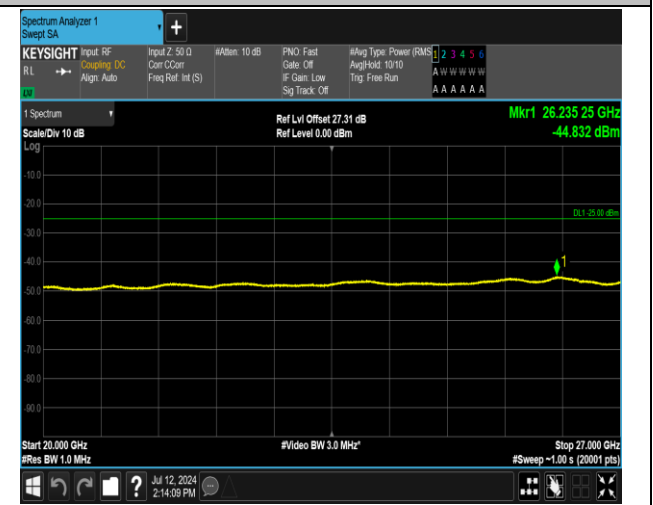 Spectrum Analyzer 1
Swept SA
+
KEYSIGHT
RL
Input: RF
Coupling: DC
Align: Auto
Input Z: 50 Ω
Corr CCorr
Freq Ref: Int (S)
#Atten: 10 dB
PNO: Fast
Gate: Off
IF Gain: Low
Sig Track: Off
#Avg Type: Power (RMS
Avg|Hold: 10/10
Trig: Free Run
1 2 3 4 5 6
A W W W W W
A A A A A A
1 Spectrum
Scale/Div 10 dB
Log
Ref Lvl Offset 27.31 dB
Ref Level 0.00 dBm
Mkr1 26.235 25 GHz
-44.832 dBm
-10.0
-20.0
DL1 -25.00 dBm
-30.0
-40.0
1
-50.0
-60.0
-70.0
-80.0
-90.0
Start 20.000 GHz
#Video BW 3.0 MHz*
Stop 27.000 GHz
#Res BW 1.0 MHz
#Sweep ~1.00 s (20001 pts)
?
Jul 12, 2024
2:14:09 PM